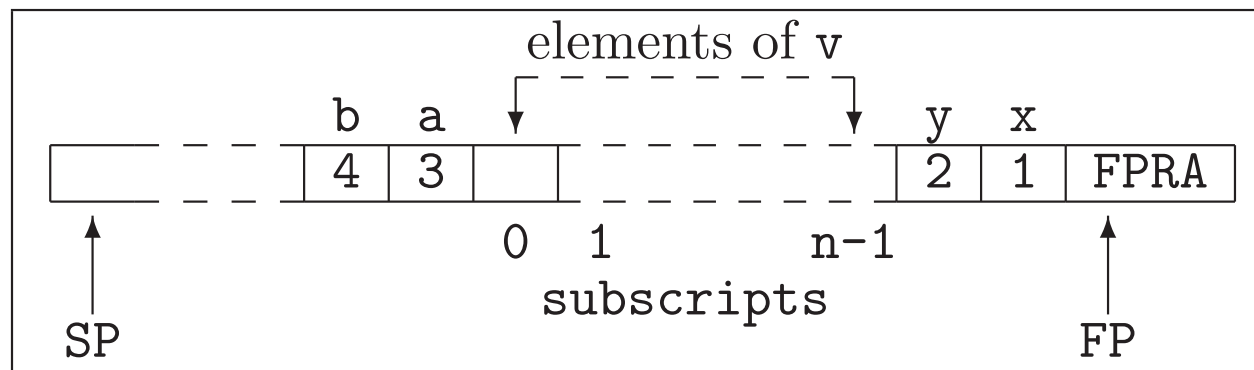 elements of v
b a y x
4 3 2 1 FPRA
0 1 n-1
subscripts
SP FP